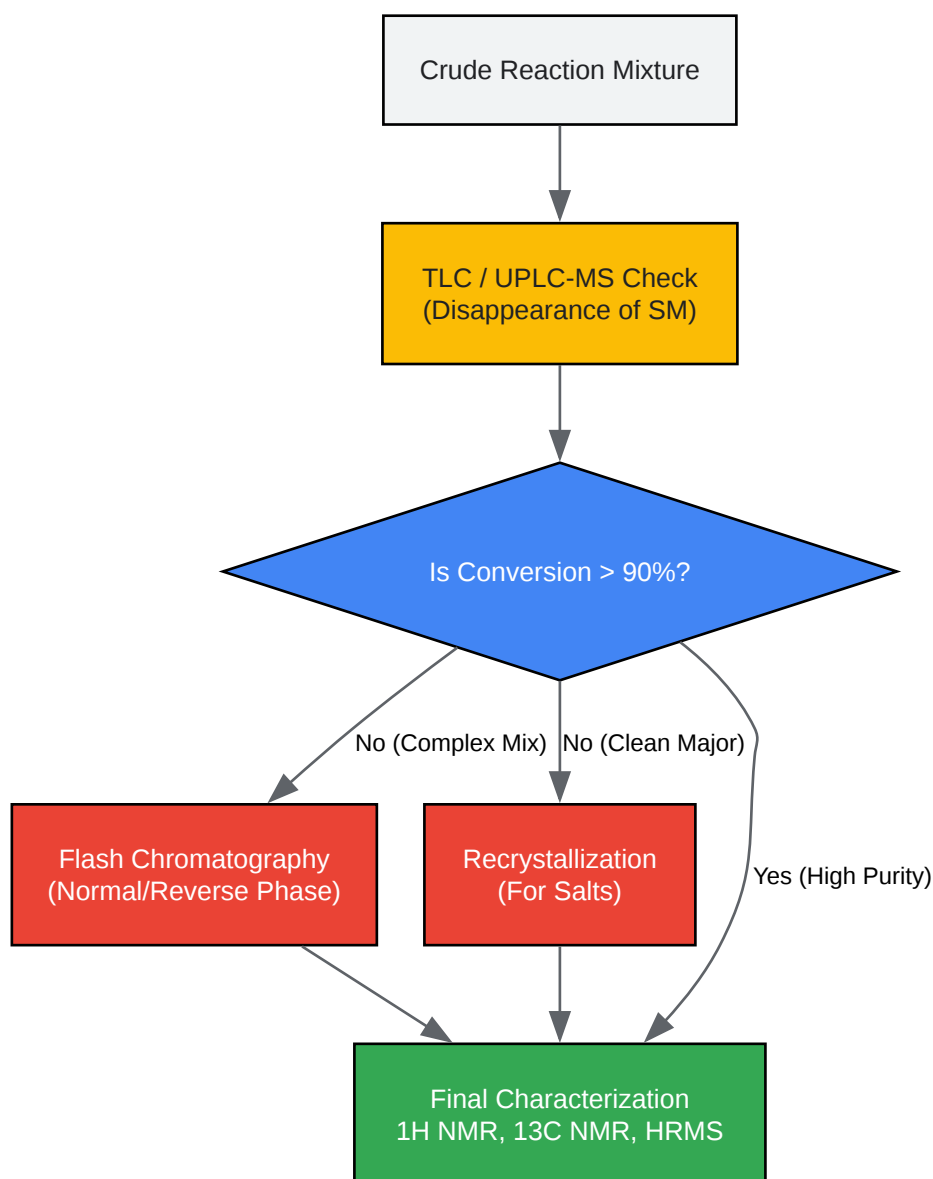 Crude Reaction Mixture
TLC / UPLC-MS Check
(Disappearance of SM)
Is Conversion > 90%?
No (Complex Mix)
No (Clean Major)
Flash Chromatography
(Normal/Reverse Phase)
Recrystallization
(For Salts)
Yes (High Purity)
Final Characterization
1H NMR, 13C NMR, HRMS